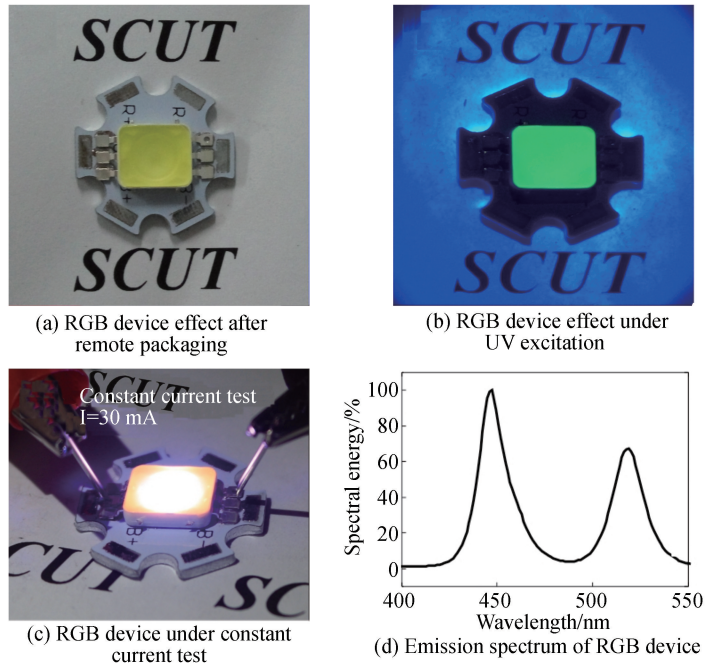 SCUT
R+
SCUT
(a) RGB device effect after
remote packaging
SCUT
SCUT
(b) RGB device effect under
UV excitation
SCUT
Constant current test
I=30 mA
B+
B-
SCUT
SC
(c) RGB device under constant
current test
Spectral energy/%
100
80
60
40
20
0
400
450
500
550
Wavelength/nm
(d) Emission spectrum of RGB device